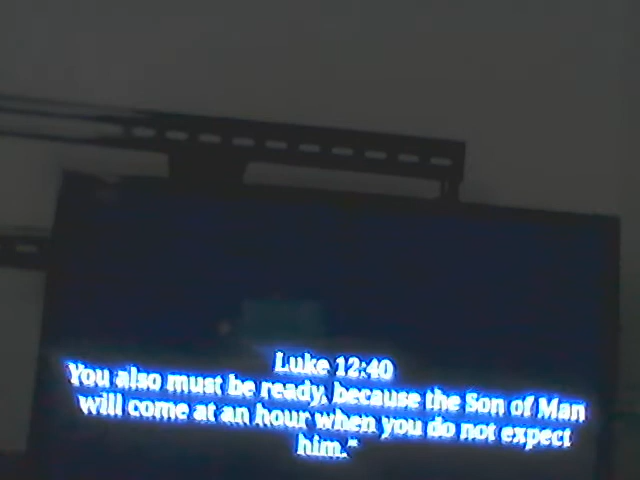 Luke 12:40
You also must be ready, because the Son of Man
will come at an hour when you do not expect
him."